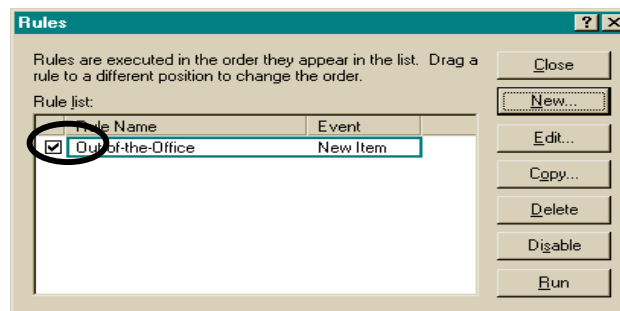 Rules
Rules are executed in the order they appear in the list. Drag a
rule to a different position to change the order.
Rule list:
Rule Name Event
Out-of-the-Office New Item
Close
New...
Edit...
Copy...
Delete
Disable
Run